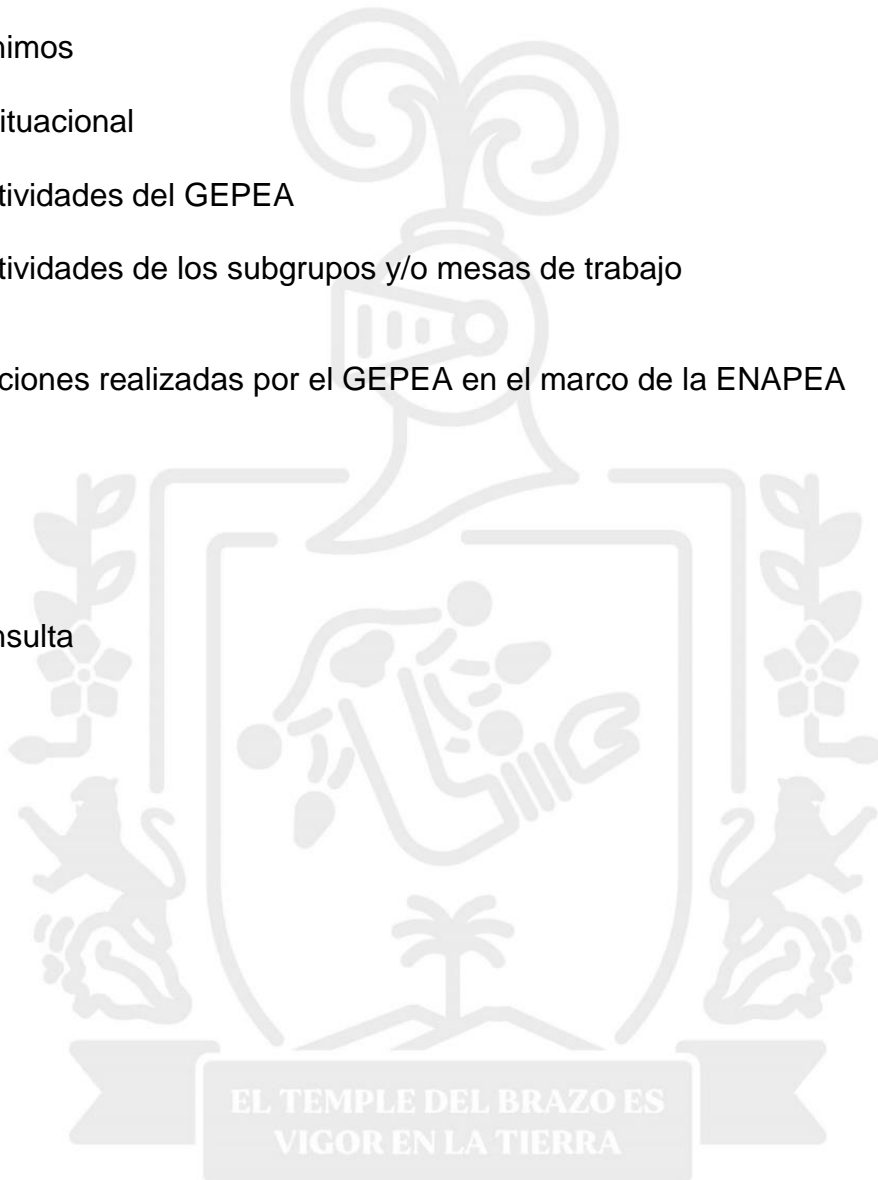 nimos
ituacional
tividades del GEPEA
tividades de los subgrupos y/o mesas de trabajo
ciones realizadas por el GEPEA en el marco de la ENAPEA
nsulta
EL TEMPLE DEL BRAZO ES
VIGOR EN LA TIERRA